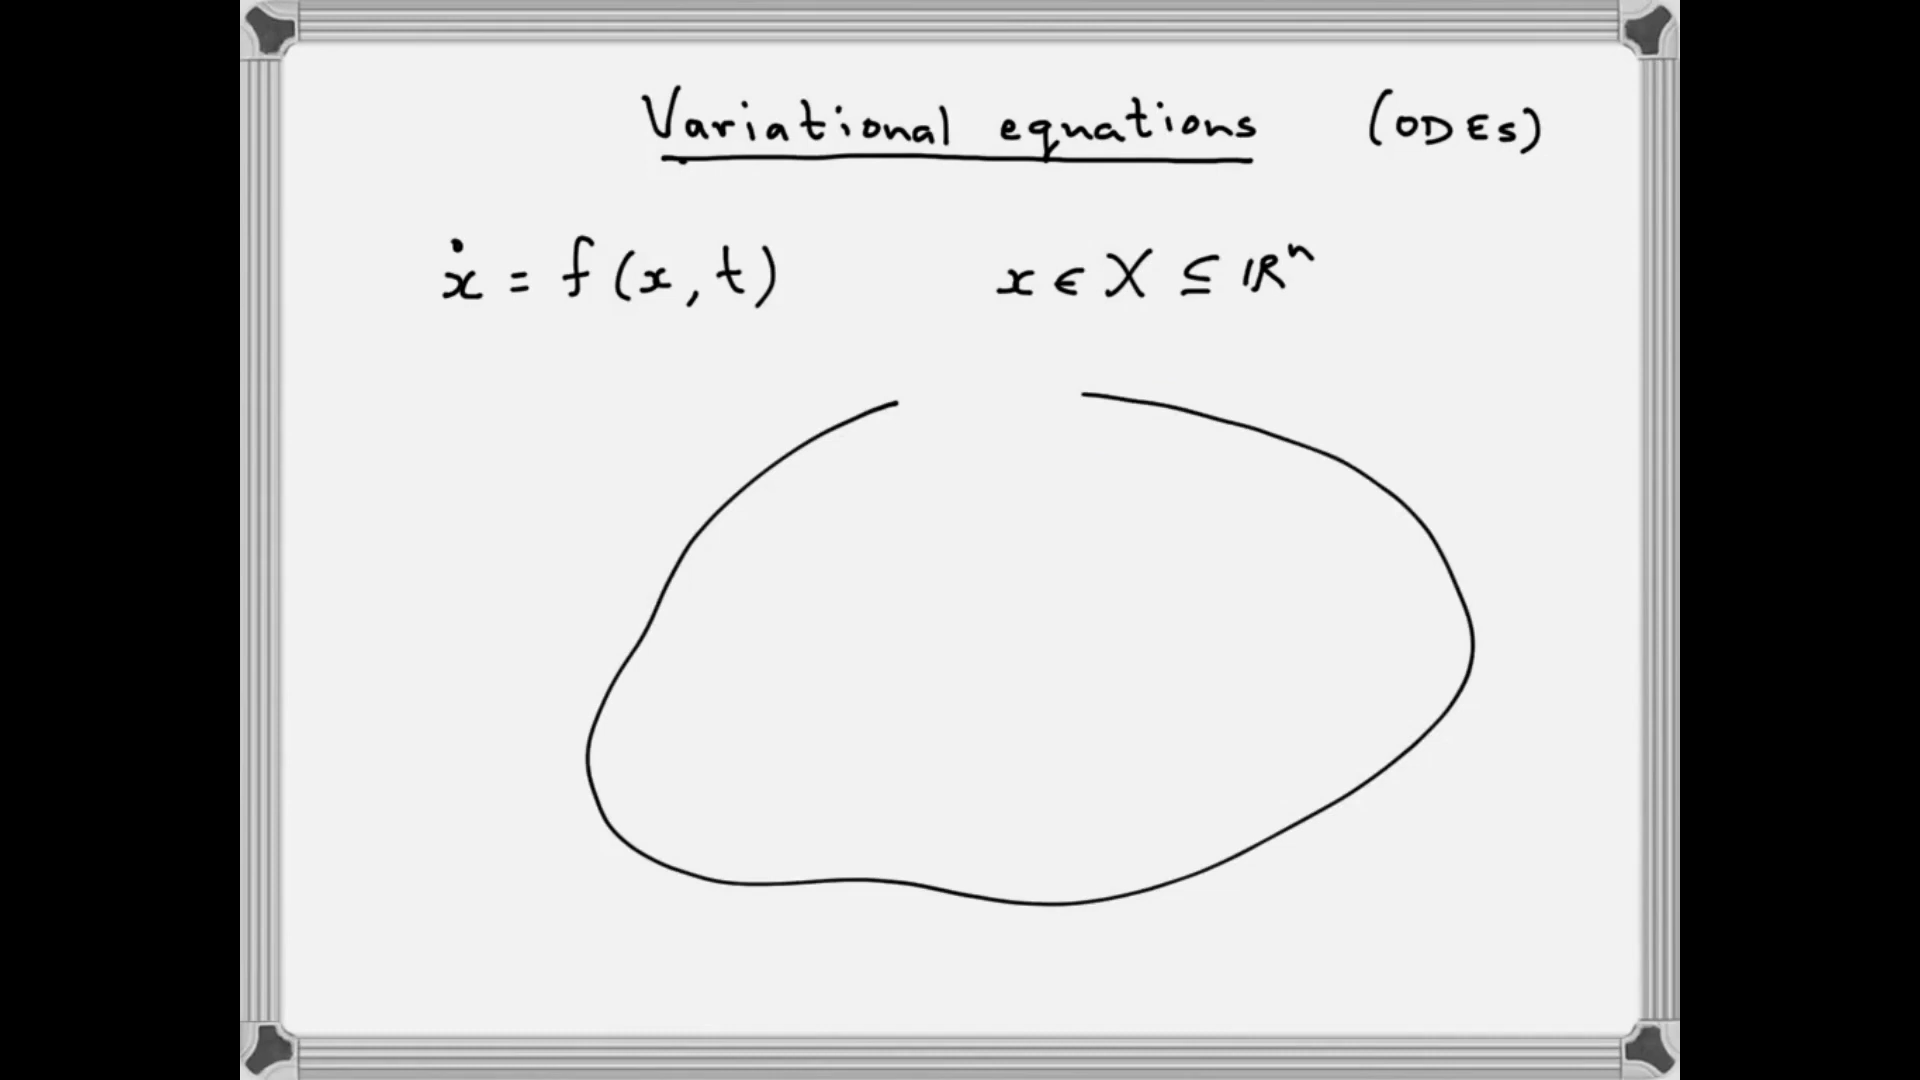 Variational equations (ODEs)
ẋ = f(x, t) x ∈ X ⊆ ℝⁿ